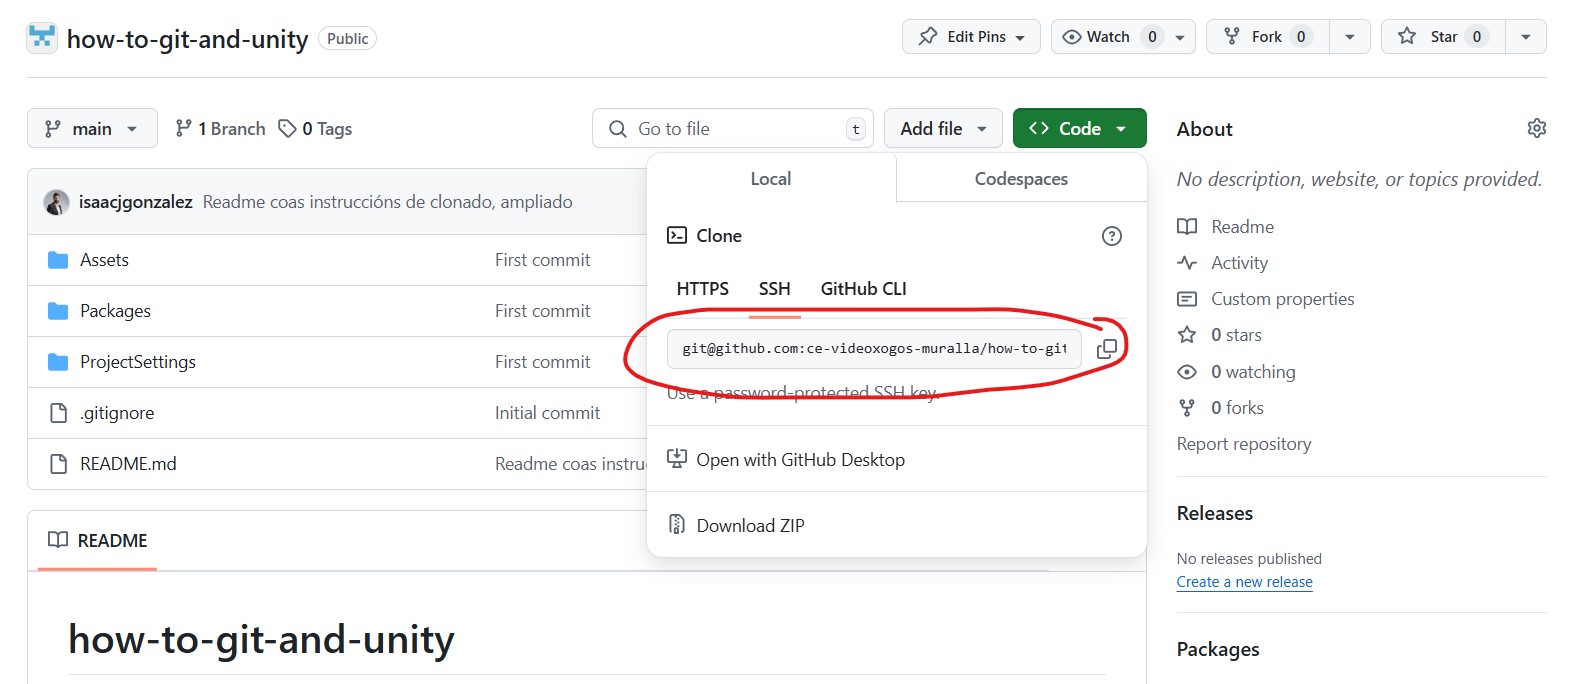 how-to-git-and-unity Public
Edit Pins Watch 0 Fork 0 Star 0
main 1 Branch 0 Tags Go to file t Add file <> Code
isaacjgonzalez Readme coas instruccións de clonado, ampliado
Assets First commit
Packages First commit
ProjectSettings First commit
.gitignore Initial commit
README.md Readme coas instru
README
how-to-git-and-unity
Local Codespaces
Clone
HTTPS SSH GitHub CLI
git@github.com:ce-videoxogos-muralla/how-to-git
Use a password-protected SSH key.
Open with GitHub Desktop
Download ZIP
About
No description, website, or topics provided.
Readme
Activity
Custom properties
0 stars
0 watching
0 forks
Report repository
Releases
No releases published
Create a new release
Packages